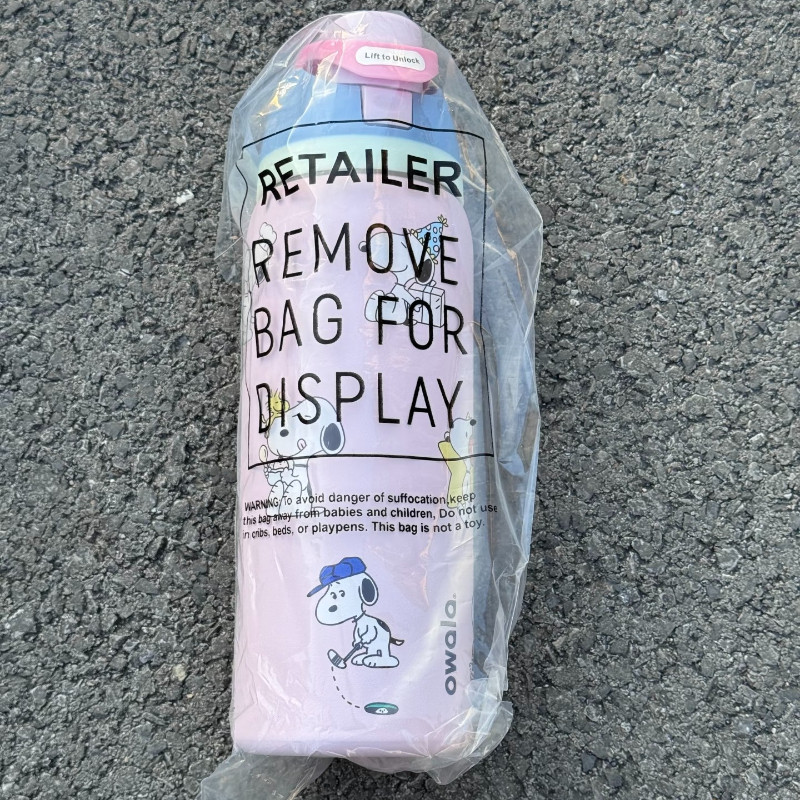 Lift to Unlock
RETAILER
REMOVE
BAG FOR
DISPLAY
WARNING: To avoid danger of suffocation, keep
this bag away from babies and children, Do not use
in cribs, beds, or playpens. This bag is not a toy.
owala